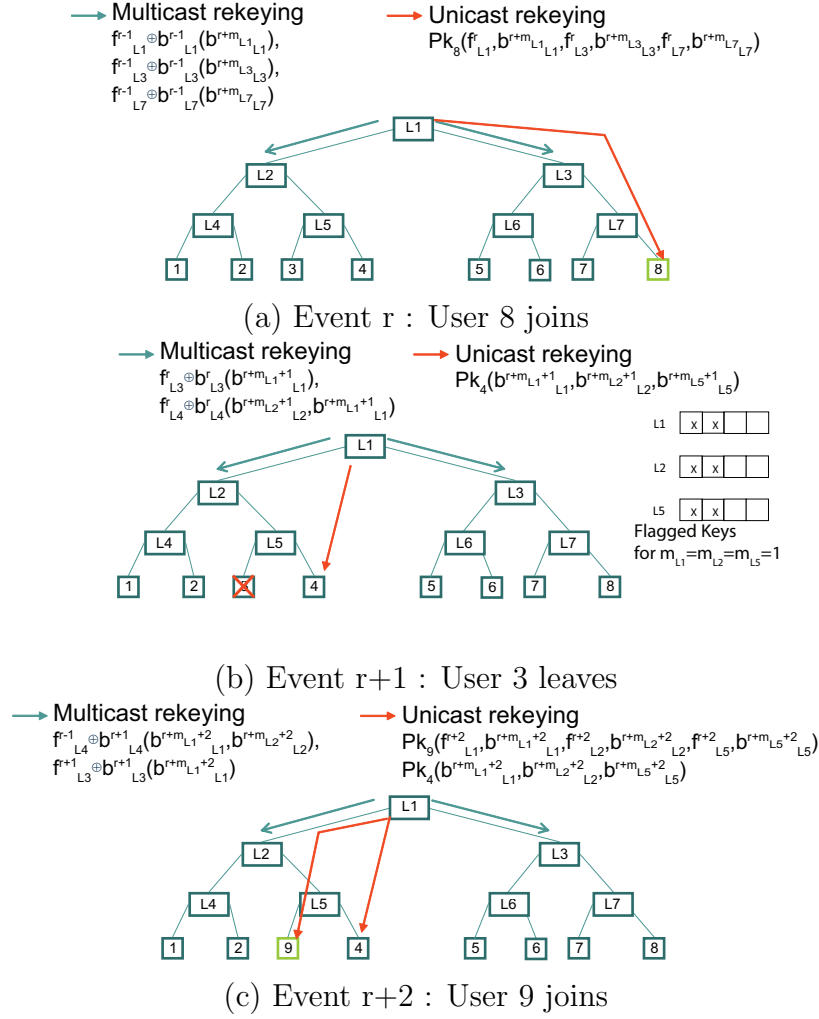 Multicast rekeying
f^{r-1}_{L1}⊕b^{r-1}_{L1}(b^{r+m_{L1}}_{L1}),
f^{r-1}_{L3}⊕b^{r-1}_{L3}(b^{r+m_{L3}}_{L3}),
f^{r-1}_{L7}⊕b^{r-1}_{L7}(b^{r+m_{L7}}_{L7})
Unicast rekeying
Pk_8(f^r_{L1},b^{r+m_{L1}}_{L1},f^r_{L3},b^{r+m_{L3}}_{L3},f^r_{L7},b^{r+m_{L7}}_{L7})
L1
L2 L3
L4 L5 L6 L7
1 2 3 4 5 6 7 8
(a) Event r : User 8 joins
Multicast rekeying
f^r_{L3}⊕b^r_{L3}(b^{r+m_{L1}+1}_{L1}),
f^r_{L4}⊕b^r_{L4}(b^{r+m_{L2}+1}_{L2},b^{r+m_{L1}+1}_{L1})
Unicast rekeying
Pk_4(b^{r+m_{L1}+1}_{L1},b^{r+m_{L2}+1}_{L2},b^{r+m_{L5}+1}_{L5})
L1 x x
L2 x x
L5 x x
Flagged Keys
for m_{L1}=m_{L2}=m_{L5}=1
L1
L2 L3
L4 L5 L6 L7
1 2 4 5 6 7 8
(b) Event r+1 : User 3 leaves
Multicast rekeying
f^{r-1}_{L4}⊕b^{r+1}_{L4}(b^{r+m_{L1}+2}_{L1},b^{r+m_{L2}+2}_{L2}),
f^{r+1}_{L3}⊕b^{r+1}_{L3}(b^{r+m_{L1}+2}_{L1})
Unicast rekeying
Pk_9(f^{r+2}_{L1},b^{r+m_{L1}+2}_{L1},f^{r+2}_{L2},b^{r+m_{L2}+2}_{L2},f^{r+2}_{L5},b^{r+m_{L5}+2}_{L5})
Pk_4(b^{r+m_{L1}+2}_{L1},b^{r+m_{L2}+2}_{L2},b^{r+m_{L5}+2}_{L5})
L1
L2 L3
L4 L5 L6 L7
1 2 9 4 5 6 7 8
(c) Event r+2 : User 9 joins